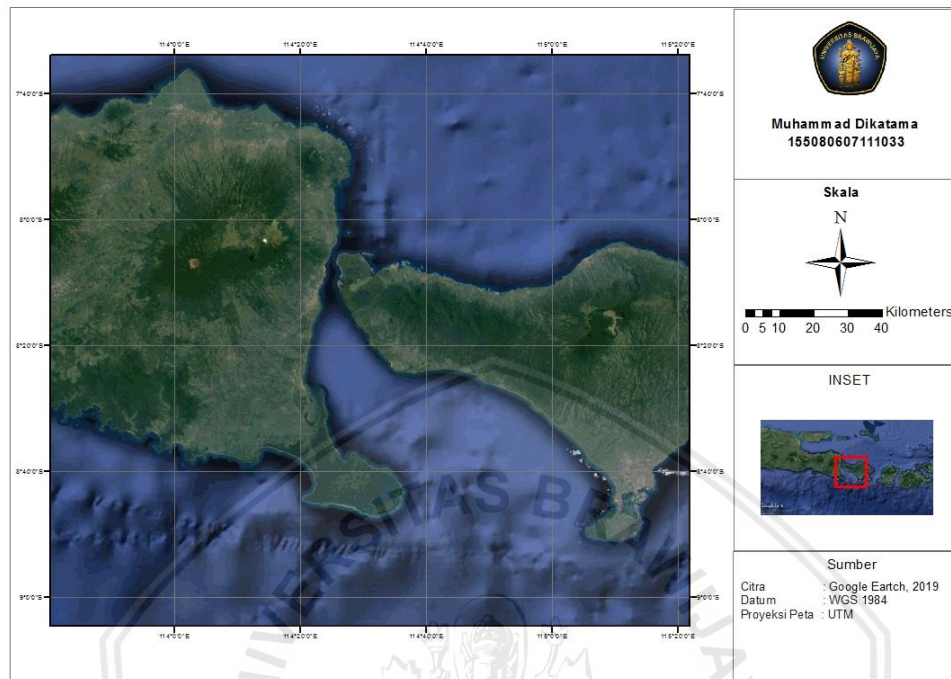 114°0'0"E 114°20'0"E 114°40'0"E 115°0'0"E 115°20'0"E
7°40'0"S 7°40'0"S
8°0'0"S 8°0'0"S
8°20'0"S 8°20'0"S
8°40'0"S 8°40'0"S
9°0'0"S 9°0'0"S
114°0'0"E 114°20'0"E 114°40'0"E 115°0'0"E 115°20'0"E
UNIVERSITAS BRAWIJAYA
UNIVERSITAS BRAWIJAYA
Muhammad Dikatama
155080607111033
Skala
N
0 5 10 20 30 40 Kilometers
INSET
Sumber
Citra : Google Eartch, 2019
Datum : WGS 1984
Proyeksi Peta : UTM